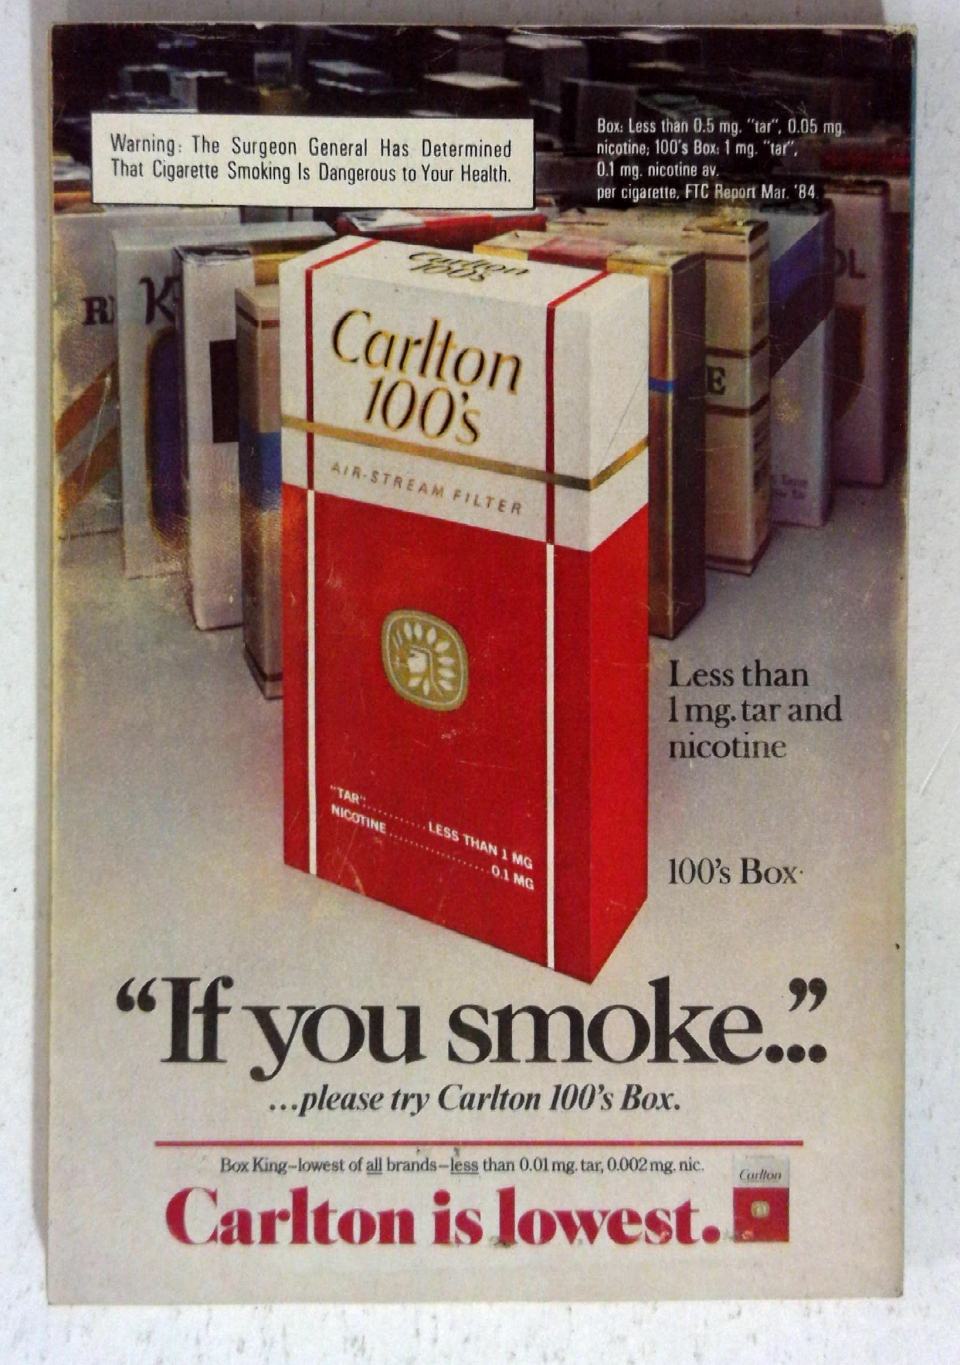 Warning: The Surgeon General Has Determined
That Cigarette Smoking Is Dangerous to Your Health.
Box: Less than 0.5 mg. "tar", 0.05 mg.
nicotine; 100's Box: 1 mg. "tar",
0.1 mg. nicotine av.
per cigarette, FTC Report Mar. '84.
Carlton
100's
Carlton
100's
AIR-STREAM FILTER
E
OL
"TAR"............LESS THAN 1 MG
NICOTINE..................0.1 MG
Less than
1 mg. tar and
nicotine
100's Box
“If you smoke...”
...please try Carlton 100's Box.
Box King–lowest of all brands–less than 0.01 mg. tar, 0.002 mg. nic.
Carlton is lowest.
Carlton